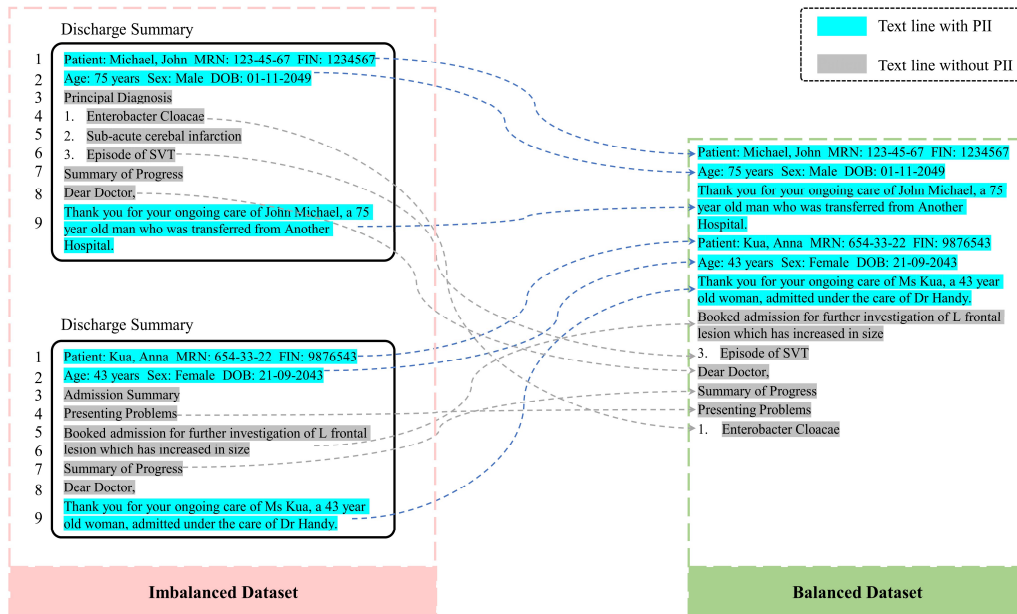 Discharge Summary
1 Patient: Michael, John MRN: 123-45-67 FIN: 1234567
2 Age: 75 years Sex: Male DOB: 01-11-2049
3 Principal Diagnosis
4 1. Enterobacter Cloacae
5 2. Sub-acute cerebral infarction
6 3. Episode of SVT
7 Summary of Progress
8 Dear Doctor,
9 Thank you for your ongoing care of John Michael, a 75
year old man who was transferred from Another
Hospital.
Discharge Summary
1 Patient: Kua, Anna MRN: 654-33-22 FIN: 9876543
2 Age: 43 years Sex: Female DOB: 21-09-2043
3 Admission Summary
4 Presenting Problems
5 Booked admission for further investigation of L frontal
6 lesion which has increased in size
7 Summary of Progress
8 Dear Doctor,
9 Thank you for your ongoing care of Ms Kua, a 43 year
old woman, admitted under the care of Dr Handy.
Imbalanced Dataset
Text line with PII
Text line without PII
Patient: Michael, John MRN: 123-45-67 FIN: 1234567
Age: 75 years Sex: Male DOB: 01-11-2049
Thank you for your ongoing care of John Michael, a 75
year old man who was transferred from Another
Hospital.
Patient: Kua, Anna MRN: 654-33-22 FIN: 9876543
Age: 43 years Sex: Female DOB: 21-09-2043
Thank you for your ongoing care of Ms Kua, a 43 year
old woman, admitted under the care of Dr Handy.
Booked admission for further investigation of L frontal
lesion which has increased in size
3. Episode of SVT
Dear Doctor,
Summary of Progress
Presenting Problems
1. Enterobacter Cloacae
Balanced Dataset